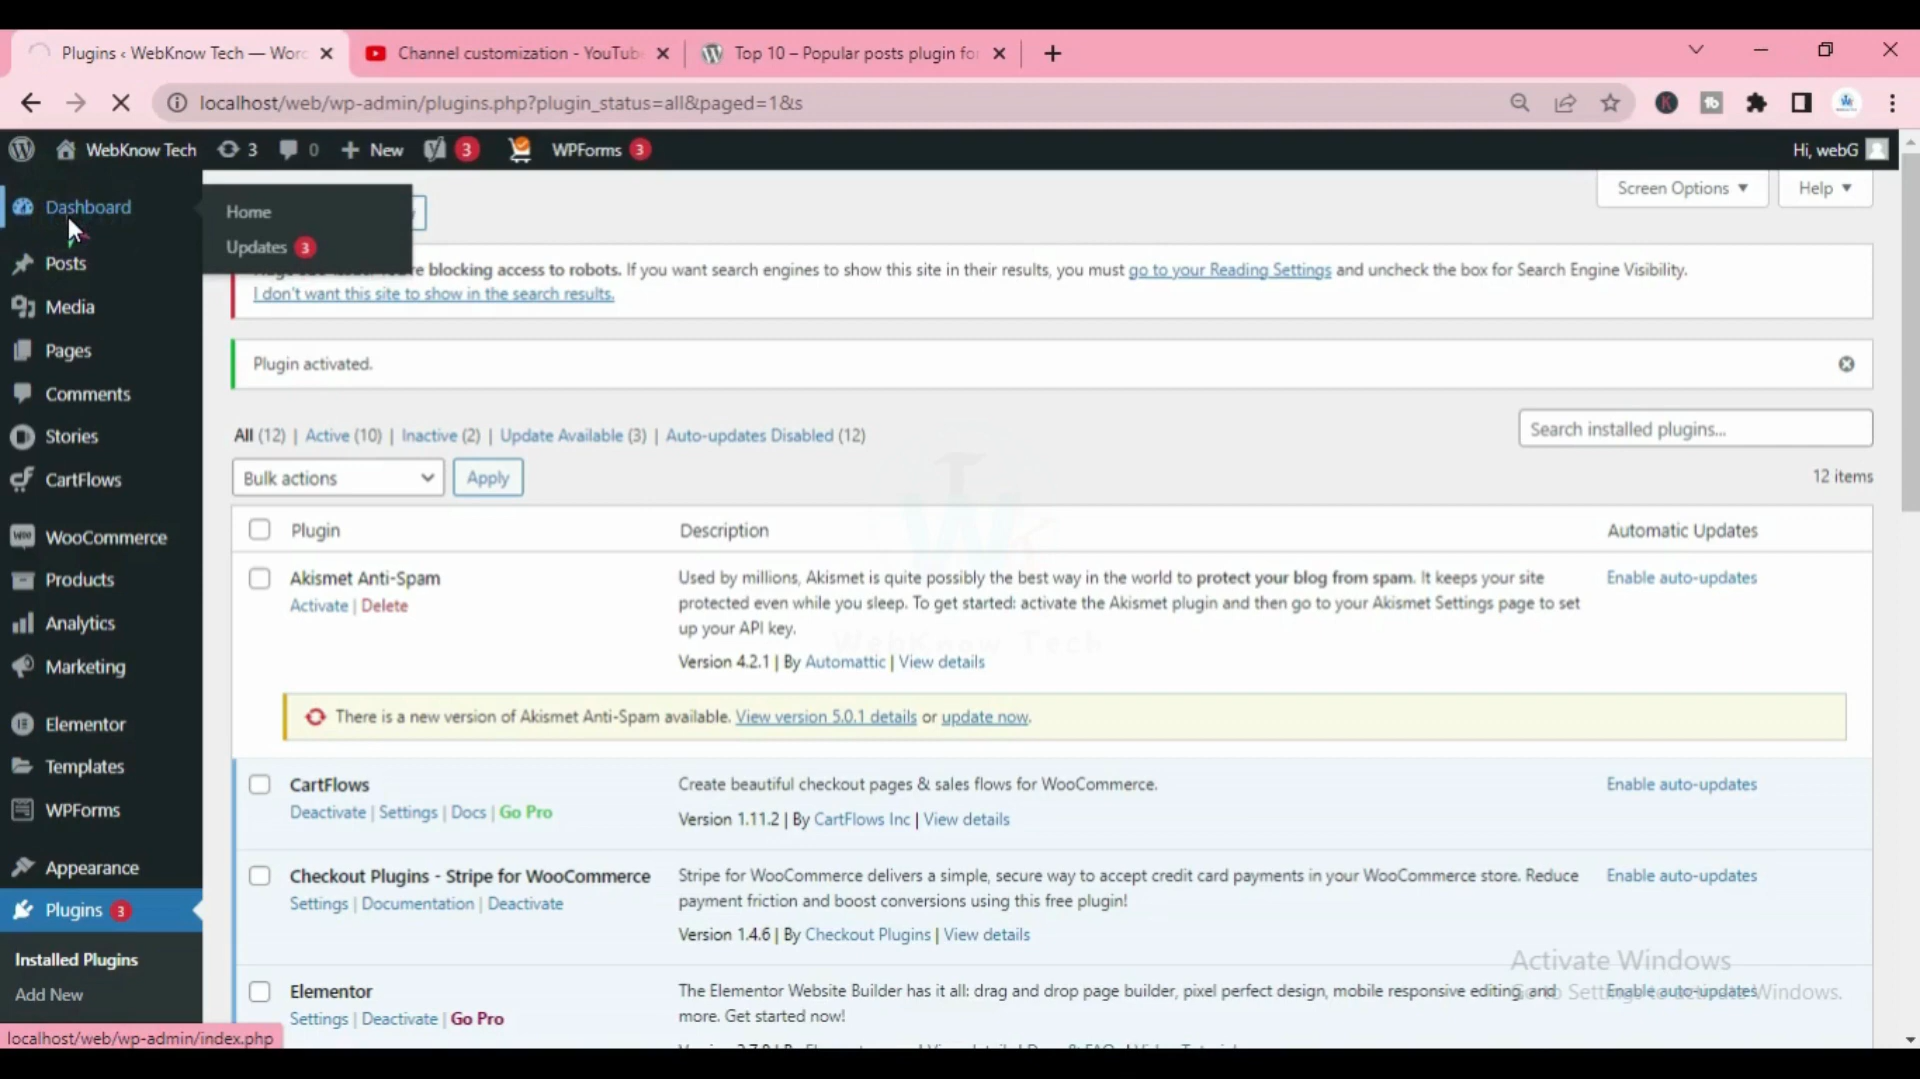 Plugins ‹ WebKnow Tech — Wor
Channel customization - YouTub
Top 10 – Popular posts plugin fo
localhost/web/wp-admin/plugins.php?plugin_status=all&paged=1&s
WebKnow Tech 3 0 New 3 WPForms 3
Hi, webG
Dashboard
Home
Updates 3
Screen Options
Help
Posts
Media
Pages
Comments
Stories
CartFlows
WooCommerce
Products
Analytics
Marketing
Elementor
Templates
WPForms
Appearance
Plugins 3
Installed Plugins
Add New
blocking access to robots. If you want search engines to show this site in their results, you must go to your Reading Settings and uncheck the box for Search Engine Visibility.
I don't want this site to show in the search results.
Plugin activated.
All (12) | Active (10) | Inactive (2) | Update Available (3) | Auto-updates Disabled (12)
Search installed plugins...
Bulk actions
Apply
12 items
Plugin Description Automatic Updates
Akismet Anti-Spam
Activate | Delete
Used by millions, Akismet is quite possibly the best way in the world to protect your blog from spam. It keeps your site
protected even while you sleep. To get started: activate the Akismet plugin and then go to your Akismet Settings page to set
up your API key.
Version 4.2.1 | By Automattic | View details
Enable auto-updates
WebKnow Tech
There is a new version of Akismet Anti-Spam available. View version 5.0.1 details or update now.
CartFlows
Deactivate | Settings | Docs | Go Pro
Create beautiful checkout pages & sales flows for WooCommerce.
Version 1.11.2 | By CartFlows Inc | View details
Enable auto-updates
Checkout Plugins - Stripe for WooCommerce
Settings | Documentation | Deactivate
Stripe for WooCommerce delivers a simple, secure way to accept credit card payments in your WooCommerce store. Reduce
payment friction and boost conversions using this free plugin!
Version 1.4.6 | By Checkout Plugins | View details
Enable auto-updates
Elementor
Settings | Deactivate | Go Pro
The Elementor Website Builder has it all: drag and drop page builder, pixel perfect design, mobile responsive editing, and
more. Get started now!
Enable auto-updates
Activate Windows
Go to Settings to activate Windows.
localhost/web/wp-admin/index.php